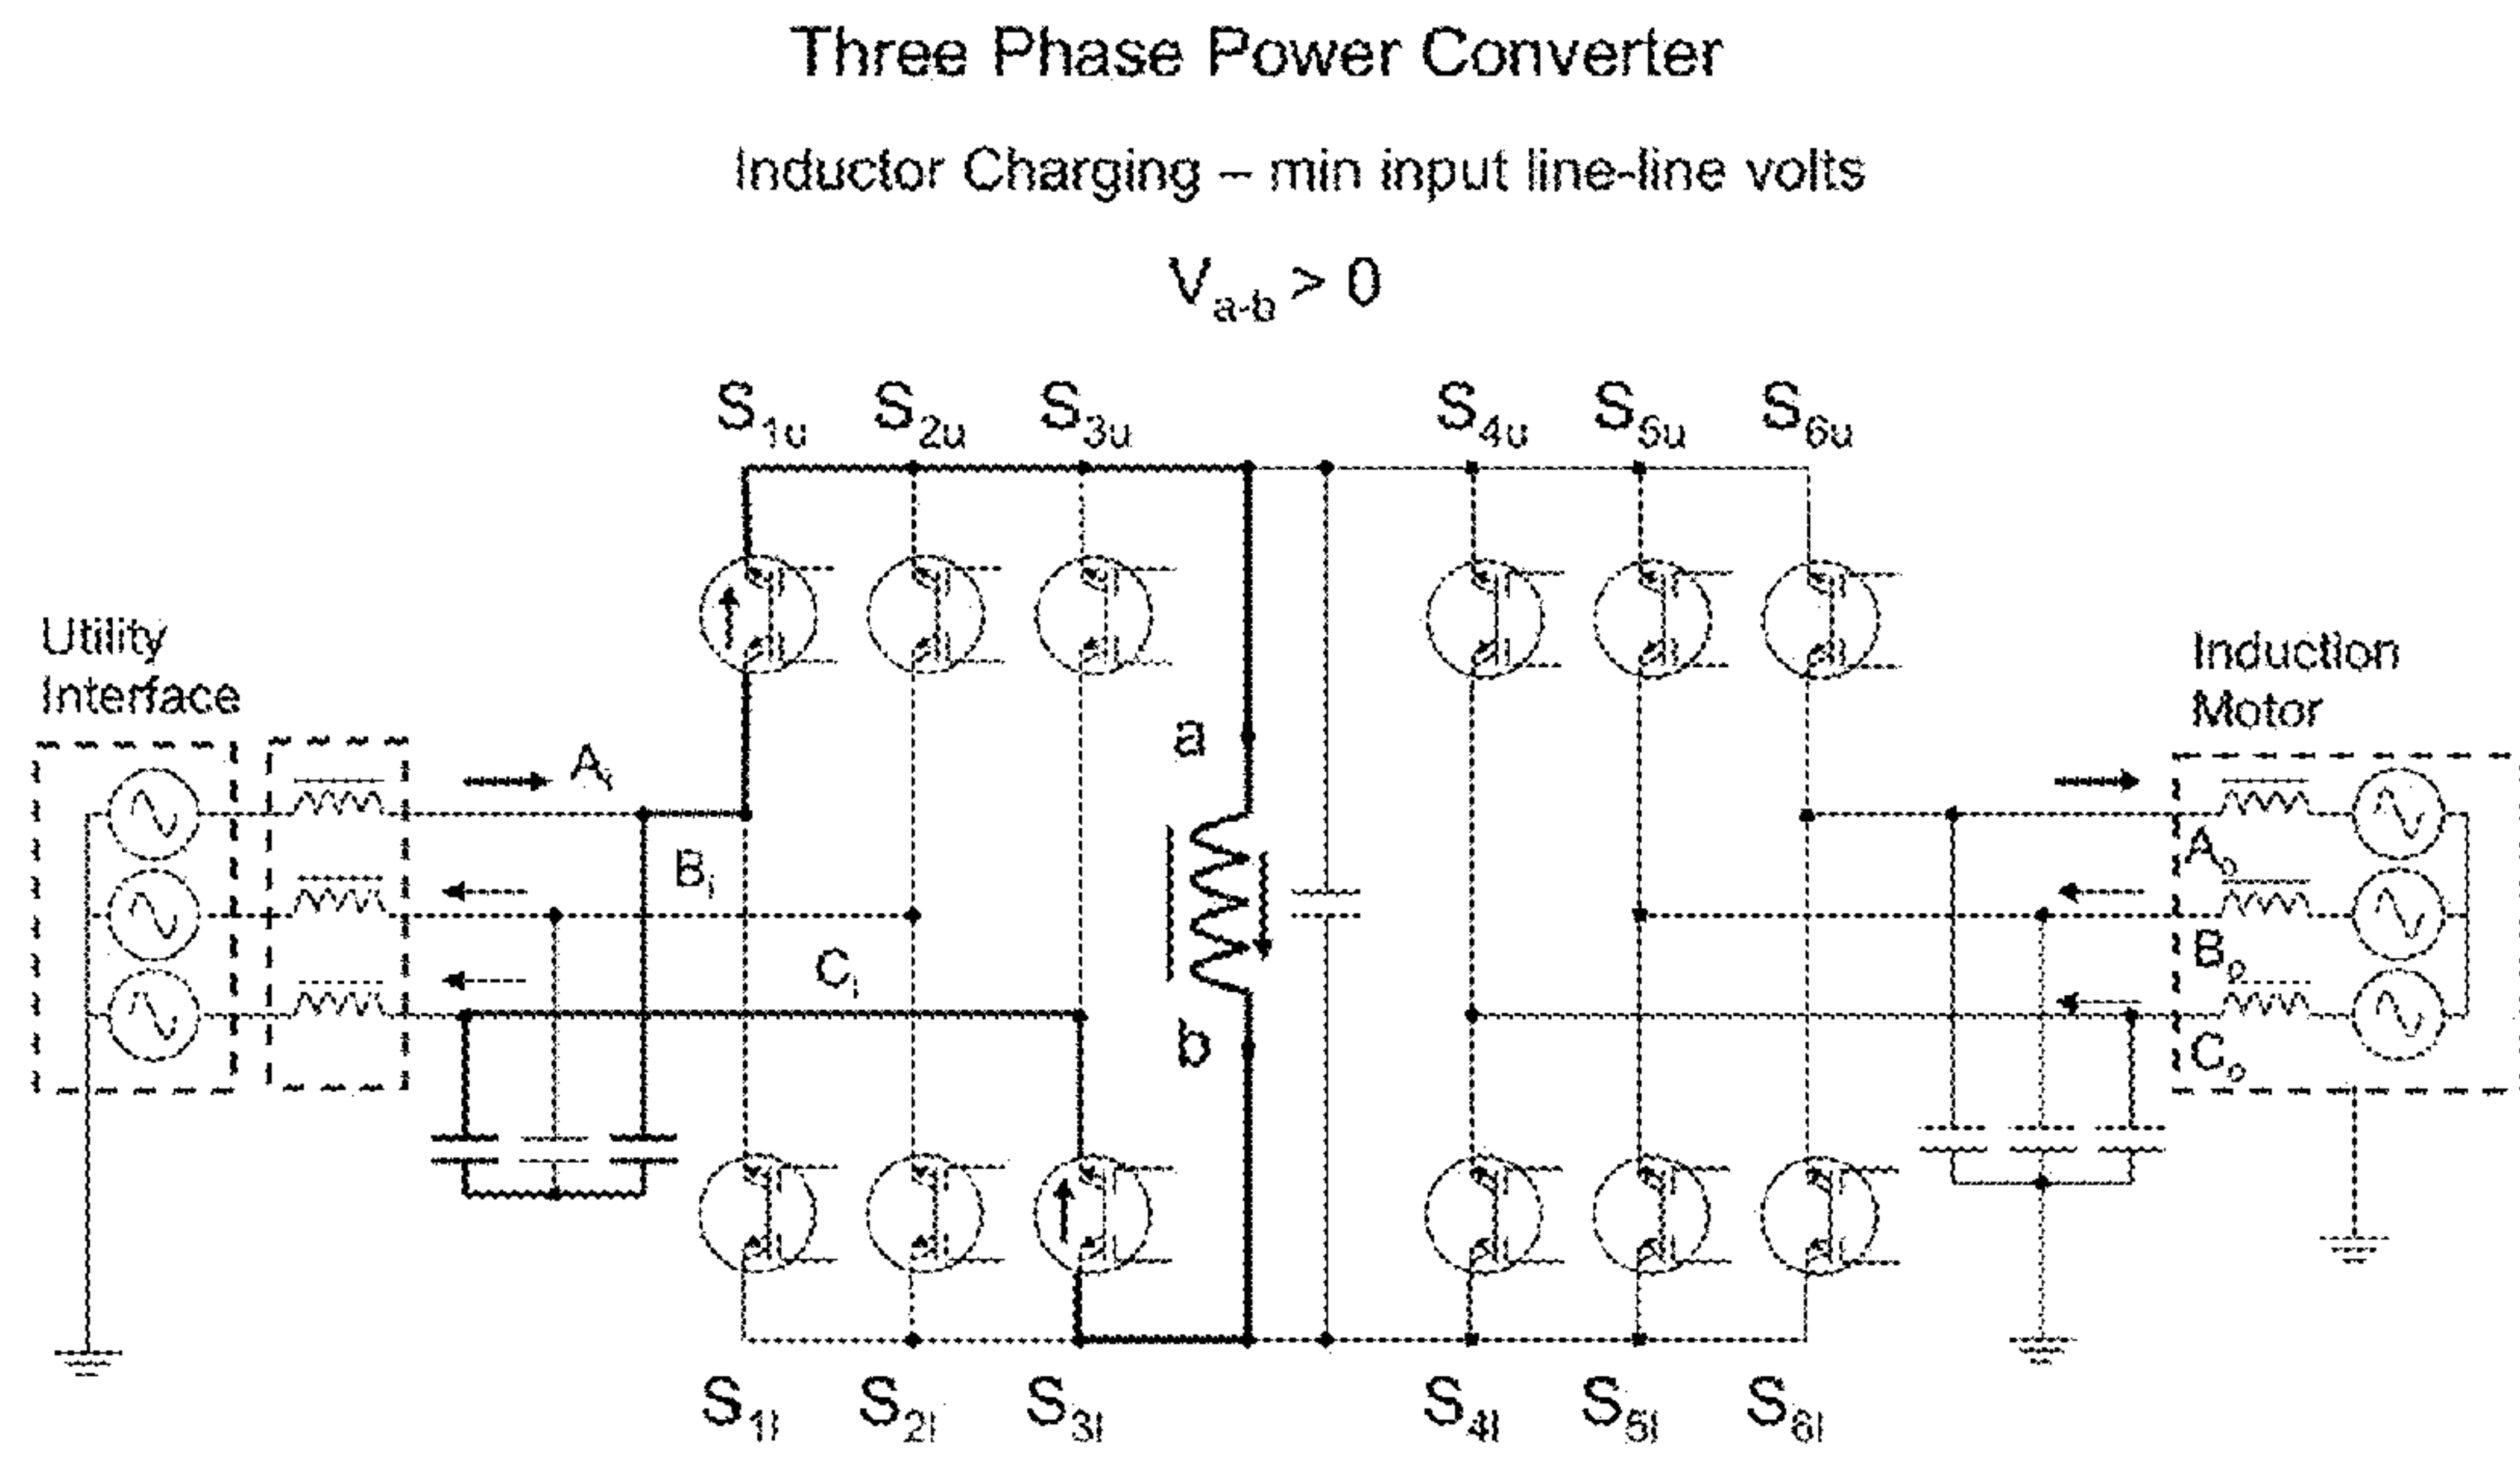 Three Phase Power Converter
Inductor Charging – min input line-line volts
V a-b > 0
S1u S2u S3u S4u S5u S6u
Utility
Interface
Induction
Motor
a
Ai
Bi
Ao
Ci
Bo
b
Co
S1l S2l S3l S4l S5l S6l